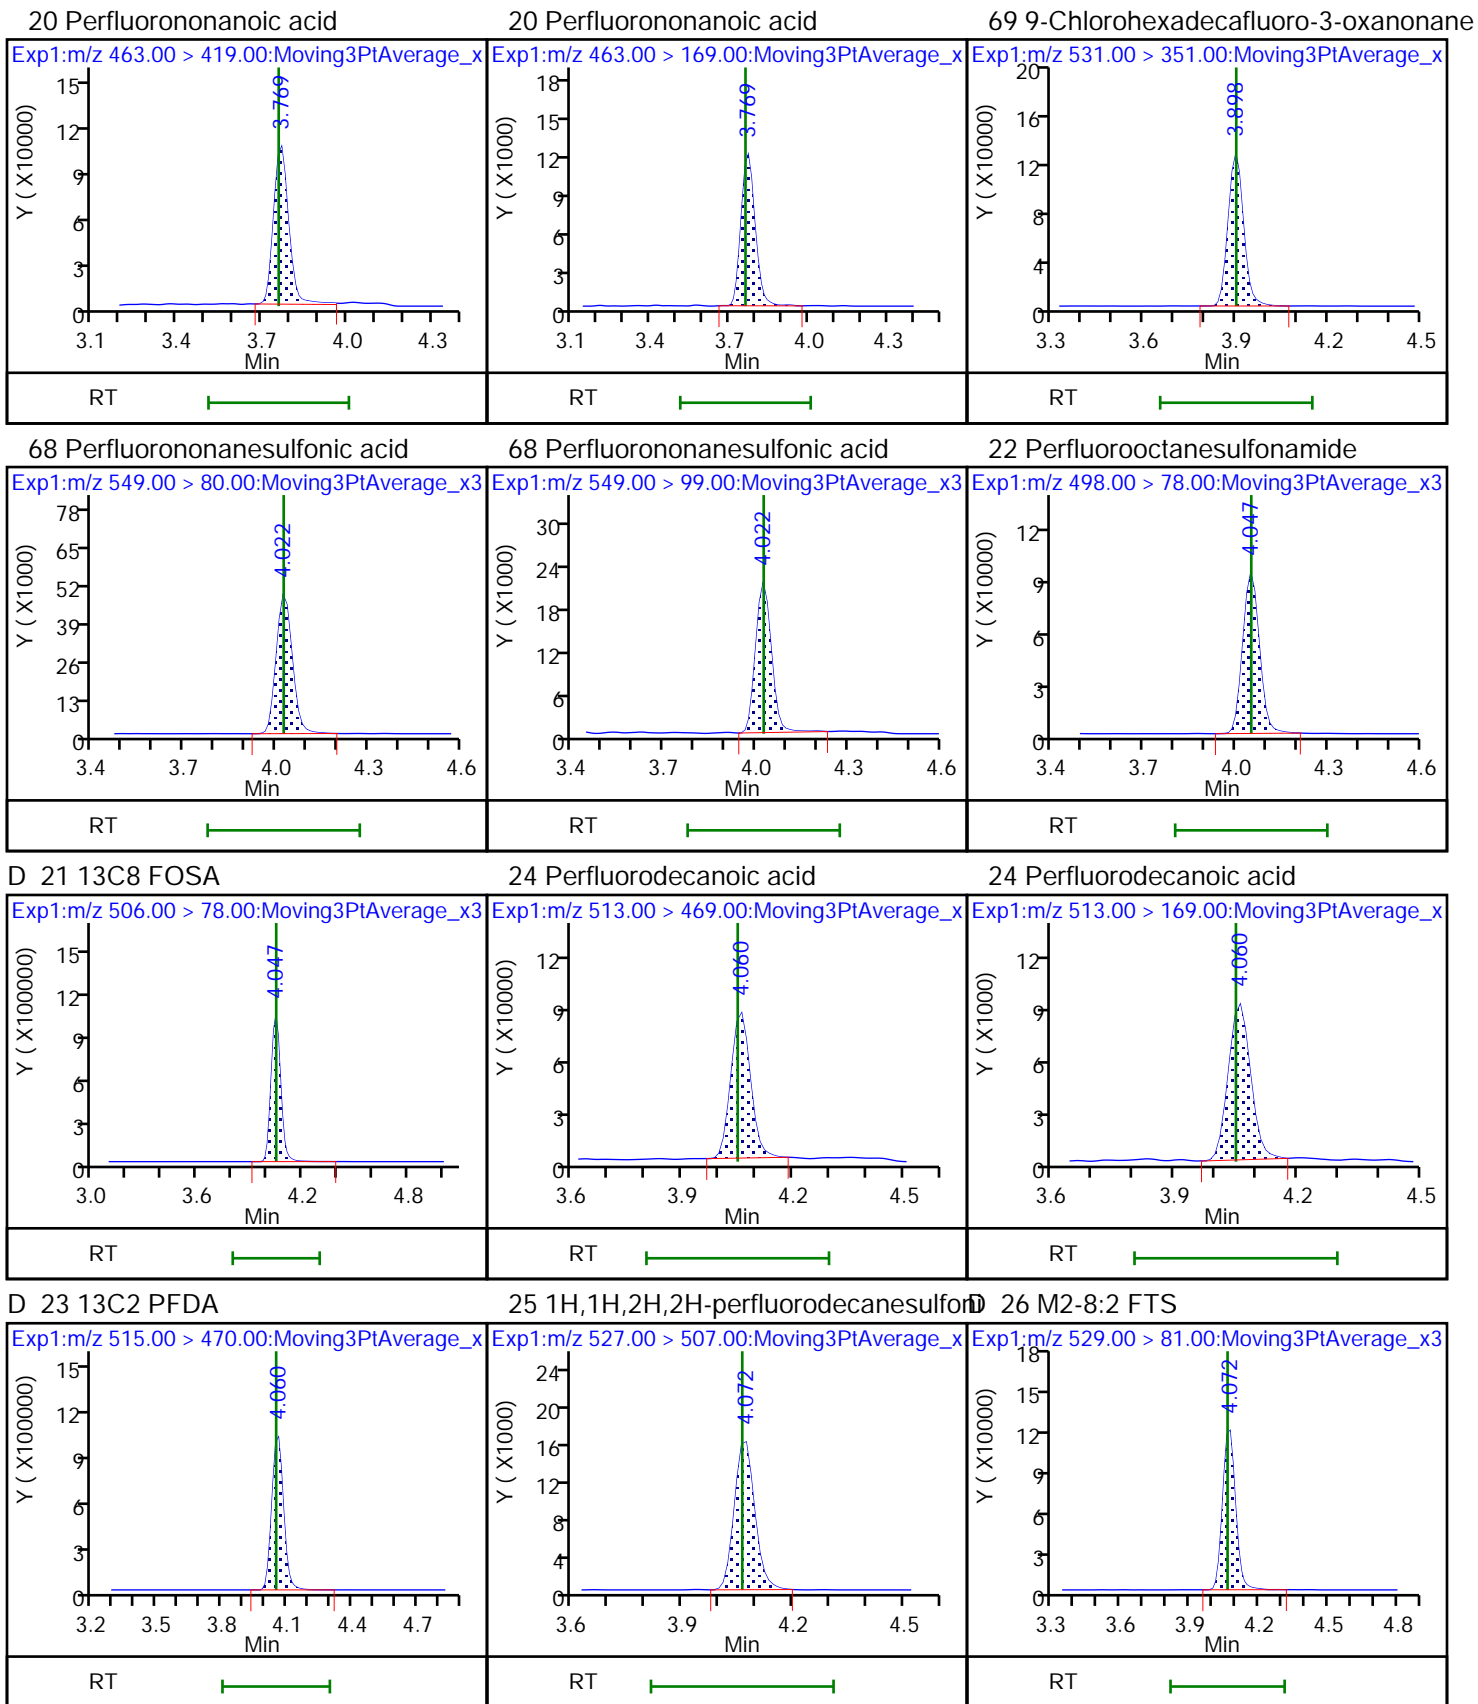 20 Perfluorononanoic acid
20 Perfluorononanoic acid
69 9-Chlorohexadecafluoro-3-oxanonane
Exp1:m/z 463.00 > 419.00:Moving3PtAverage_x
Exp1:m/z 463.00 > 169.00:Moving3PtAverage_x
Exp1:m/z 531.00 > 351.00:Moving3PtAverage_x
Y ( X10000)
15
12
9
6
3
0
3.769
3.1 3.4 3.7 4.0 4.3
Min
RT
Y ( X1000)
18
15
12
9
6
3
0
3.769
3.1 3.4 3.7 4.0 4.3
Min
RT
Y ( X10000)
20
16
12
8
4
0
3.898
3.3 3.6 3.9 4.2 4.5
Min
RT
68 Perfluorononanesulfonic acid
68 Perfluorononanesulfonic acid
22 Perfluorooctanesulfonamide
Exp1:m/z 549.00 > 80.00:Moving3PtAverage_x3
Exp1:m/z 549.00 > 99.00:Moving3PtAverage_x3
Exp1:m/z 498.00 > 78.00:Moving3PtAverage_x3
Y ( X1000)
78
65
52
39
26
13
0
4.022
3.4 3.7 4.0 4.3 4.6
Min
RT
Y ( X1000)
30
24
18
12
6
0
4.022
3.4 3.7 4.0 4.3 4.6
Min
RT
Y ( X10000)
12
9
6
3
0
4.047
3.4 3.7 4.0 4.3 4.6
Min
RT
D 21 13C8 FOSA
24 Perfluorodecanoic acid
24 Perfluorodecanoic acid
Exp1:m/z 506.00 > 78.00:Moving3PtAverage_x3
Exp1:m/z 513.00 > 469.00:Moving3PtAverage_x
Exp1:m/z 513.00 > 169.00:Moving3PtAverage_x
Y ( X100000)
15
12
9
6
3
0
4.047
3.0 3.6 4.2 4.8
Min
RT
Y ( X10000)
12
9
6
3
0
4.060
3.6 3.9 4.2 4.5
Min
RT
Y ( X1000)
12
9
6
3
0
4.060
3.6 3.9 4.2 4.5
Min
RT
D 23 13C2 PFDA
25 1H,1H,2H,2H-perfluorodecanesulfoni
D 26 M2-8:2 FTS
Exp1:m/z 515.00 > 470.00:Moving3PtAverage_x
Exp1:m/z 527.00 > 507.00:Moving3PtAverage_x
Exp1:m/z 529.00 > 81.00:Moving3PtAverage_x3
Y ( X100000)
15
12
9
6
3
0
4.060
3.2 3.5 3.8 4.1 4.4 4.7
Min
RT
Y ( X1000)
24
20
16
12
8
4
0
4.072
3.6 3.9 4.2 4.5
Min
RT
Y ( X10000)
18
15
12
9
6
3
0
4.072
3.3 3.6 3.9 4.2 4.5 4.8
Min
RT